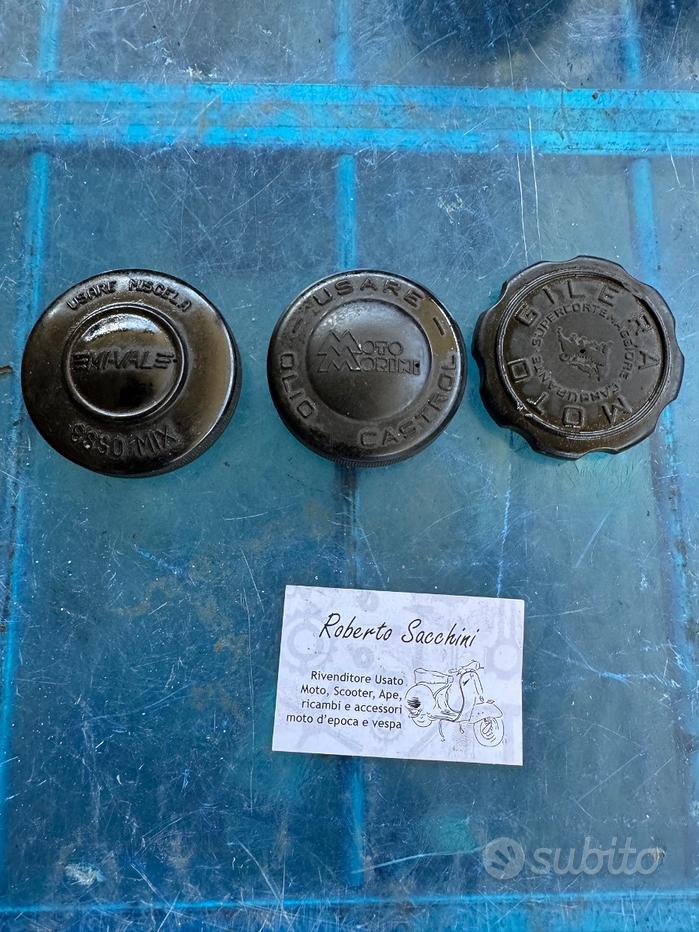 USARE MISCELA
MIVAL
ESSO MIX
USARE
MOTO
MORINI
OLIO CASTROL
GILERA
MOTO
Roberto Sacchini
Rivenditore Usato
Moto, Scooter, Ape,
ricambi e accessori
moto d'epoca e vespa
subito